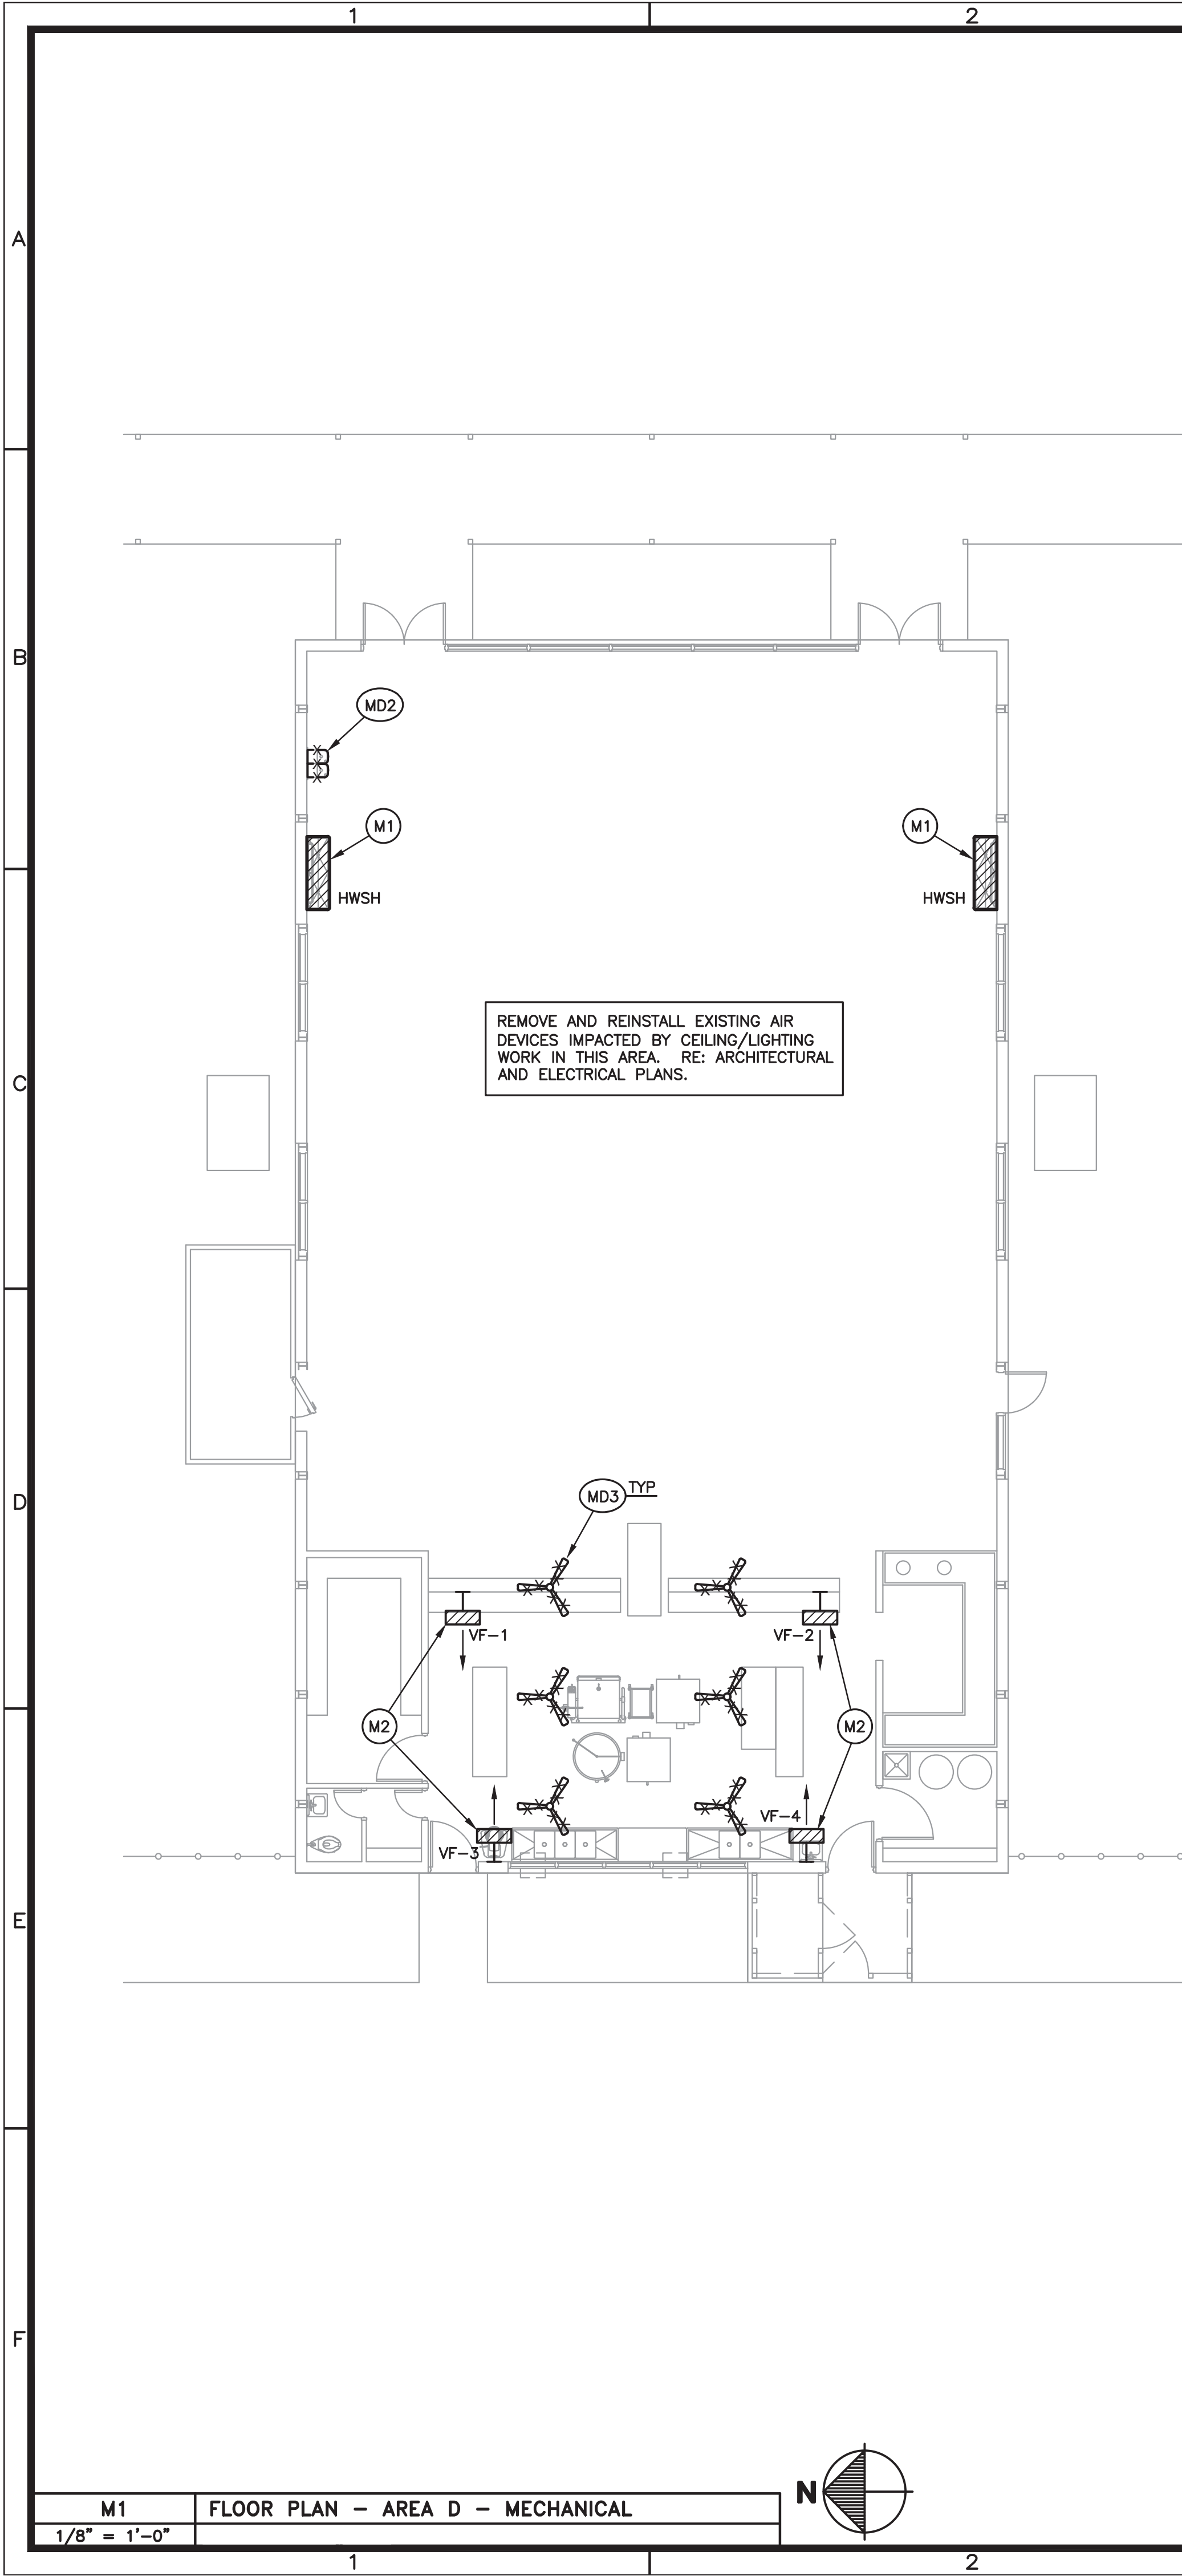 1
2
A
B
MD2
M1
M1
HWSH
HWSH
REMOVE AND REINSTALL EXISTING AIR
DEVICES IMPACTED BY CEILING/LIGHTING
WORK IN THIS AREA. RE: ARCHITECTURAL
AND ELECTRICAL PLANS.
C
D
MD3 TYP
VF-1
VF-2
M2
M2
VF-4
VF-3
E
F
N
M1
FLOOR PLAN - AREA D - MECHANICAL
1/8" = 1'-0"
1
2